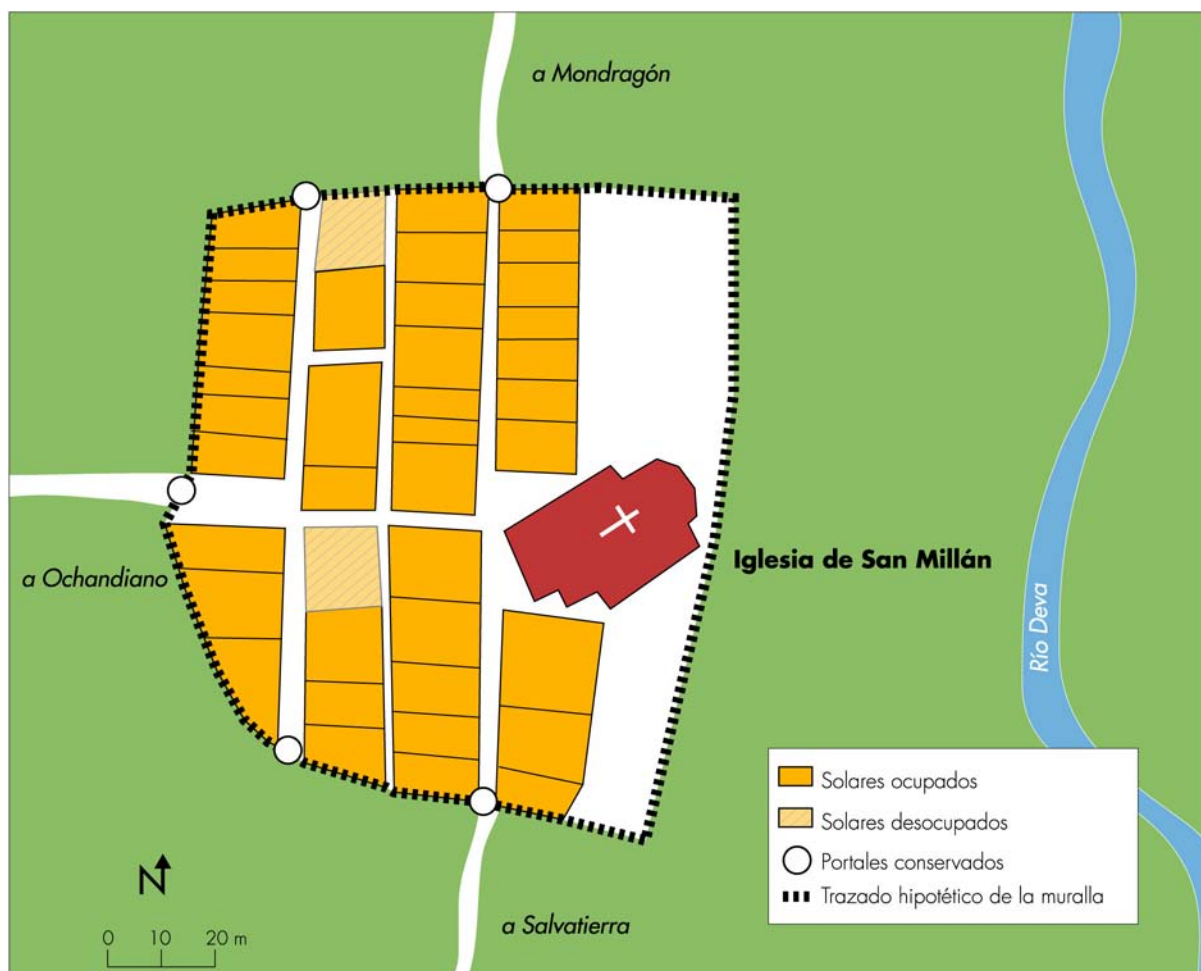 a Mondragón
a Ochandiano
Iglesia de San Millán
Río Deva
a Salvatierra
Solares ocupados
Solares desocupados
Portales conservados
Trazado hipotético de la muralla
N
0 10 20 m